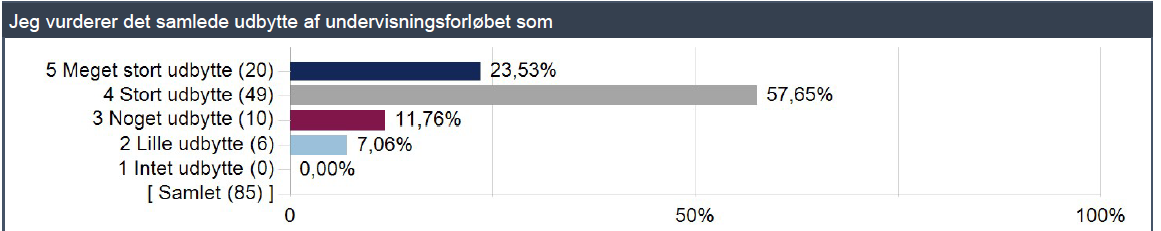 Jeg vurderer det samlede udbytte af undervisningsforløbet som
5 Meget stort udbytte (20) 23,53%
4 Stort udbytte (49) 57,65%
3 Noget udbytte (10) 11,76%
2 Lille udbytte (6) 7,06%
1 Intet udbytte (0) 0,00%
[ Samlet (85) ]
0 50% 100%